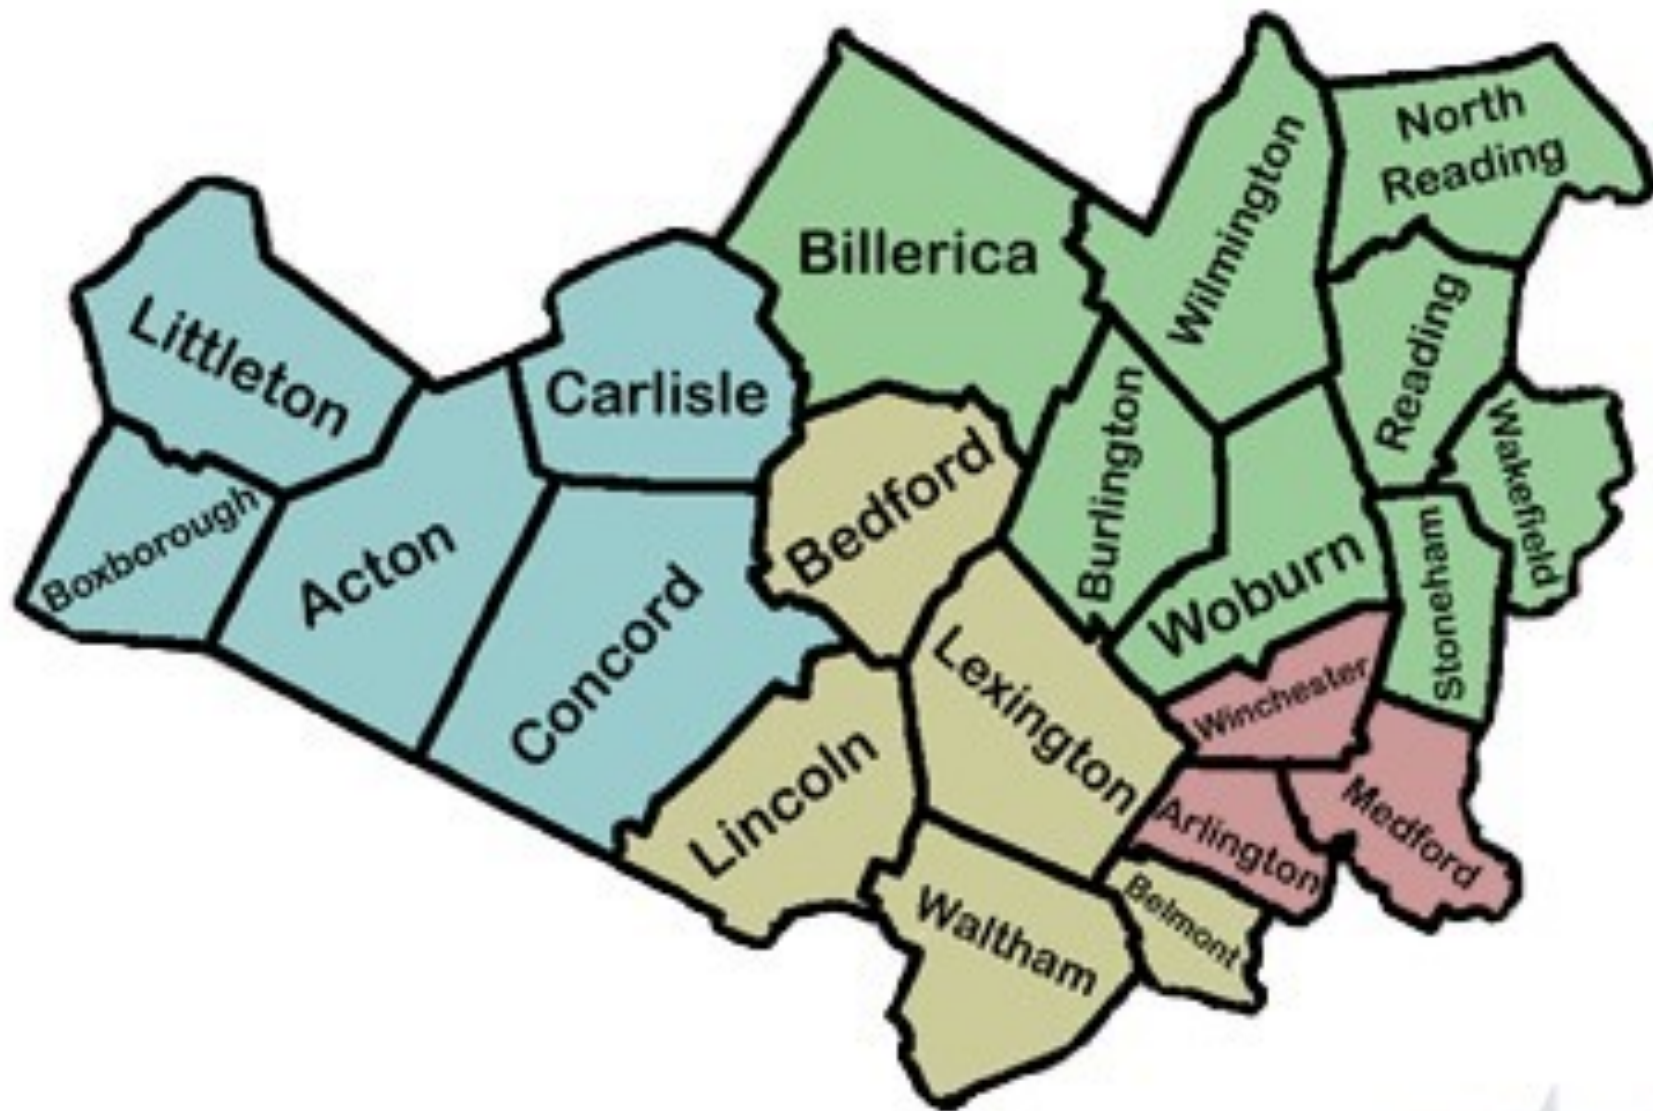 North
Reading
Wilmington
Billerica
Littleton
Carlisle
Reading
Burlington
Wakefield
Bedford
Boxborough
Acton
Woburn
Stoneham
Concord
Lexington
Winchester
Lincoln
Arlington
Medford
Waltham
Belmont